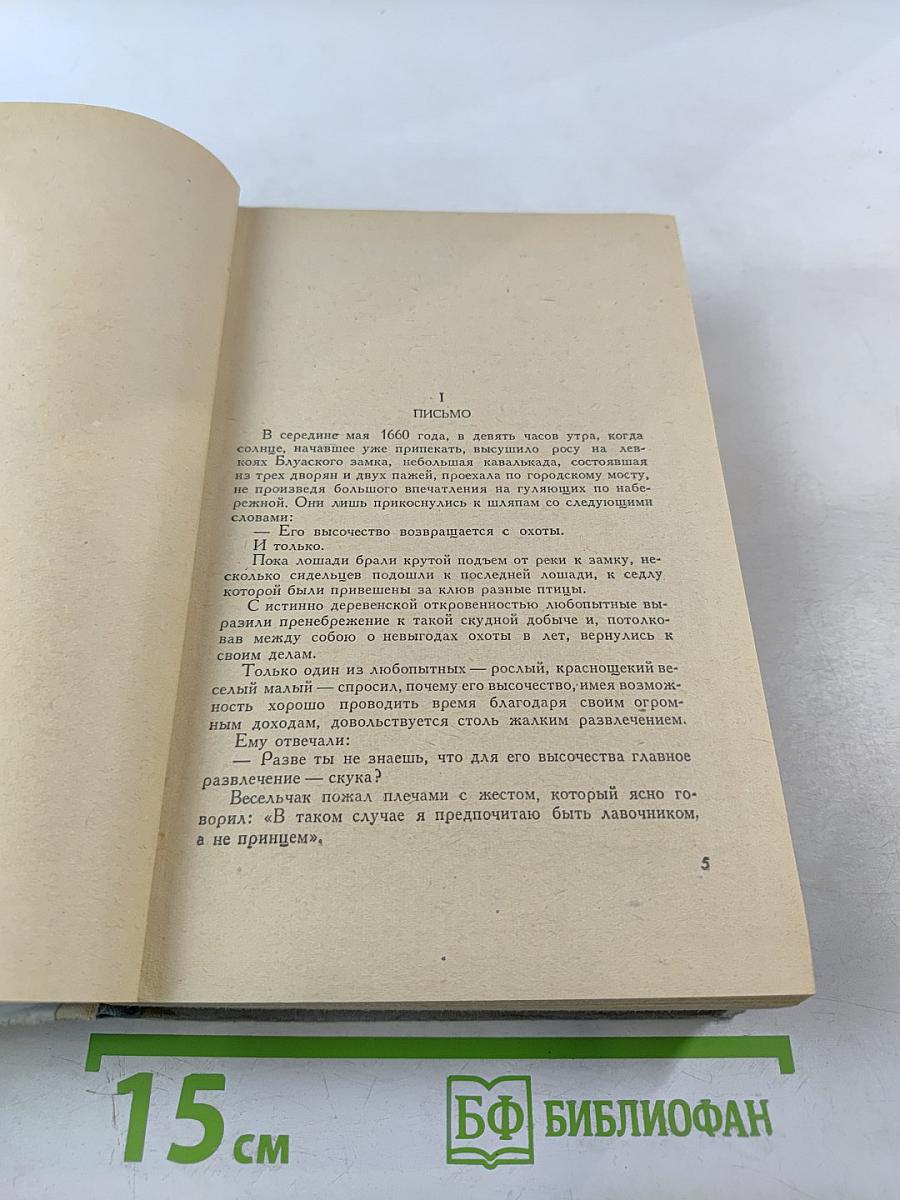 I
ПИСЬМО
В середине мая 1660 года, в девять часов утра, когда
солнце, начавшее уже припекать, высушило росу на лев-
коях Блуаского замка, небольшая кавалькада, состоявшая
из трех дворян и двух пажей, проехала по городскому мосту,
не произведя большого впечатления на гуляющих по набе-
режной. Они лишь прикоснулись к шляпам со следующими
словами:
— Его высочество возвращается с охоты.
И только.
Пока лошади брали крутой подъем от реки к замку, не-
сколько сидельцев подошли к последней лошади, к седлу
которой были привешены за клюв разные птицы.
С истинно деревенской откровенностью любопытные вы-
разили пренебрежение к такой скудной добыче и, потолко-
вав между собою о невыгодах охоты в лет, вернулись к
своим делам.
Только один из любопытных — рослый, краснощекий ве-
селый малый — спросил, почему его высочество, имея возмож-
ность хорошо проводить время благодаря своим огром-
ным доходам, довольствуется столь жалким развлечением.
Ему отвечали:
— Разве ты не знаешь, что для его высочества главное
развлечение — скука?
Весельчак пожал плечами с жестом, который ясно го-
ворил: «В таком случае я предпочитаю быть лавочником,
а не принцем».
5
15 см
БФ БИБЛИОФАН